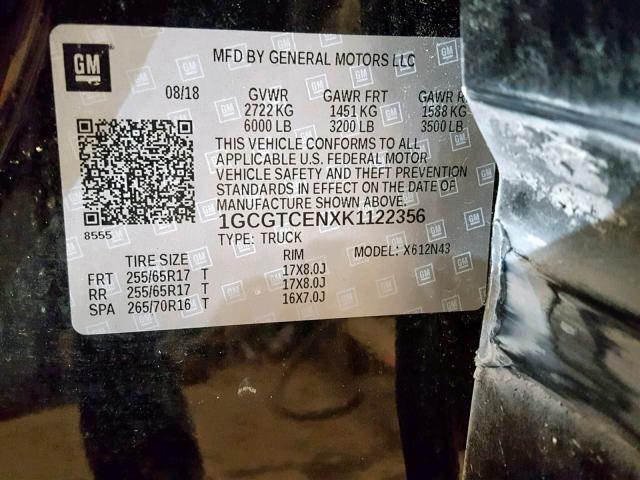 GM
MFD BY GENERAL MOTORS LLC
08/18 GVWR GAWR FRT GAWR R
2722 KG 1451 KG 1588 KG
6000 LB 3200 LB 3500 LB
THIS VEHICLE CONFORMS TO ALL
APPLICABLE U.S. FEDERAL MOTOR
VEHICLE SAFETY AND THEFT PREVENTION
STANDARDS IN EFFECT ON THE DATE OF
MANUFACTURE SHOWN ABOVE.
8555 1GCGTCENXK1122356
TYPE: TRUCK MODEL: X612N43
TIRE SIZE RIM
FRT 255/65R17 T 17X8.0J
RR 255/65R17 T 17X8.0J
SPA 265/70R16 T 16X7.0J